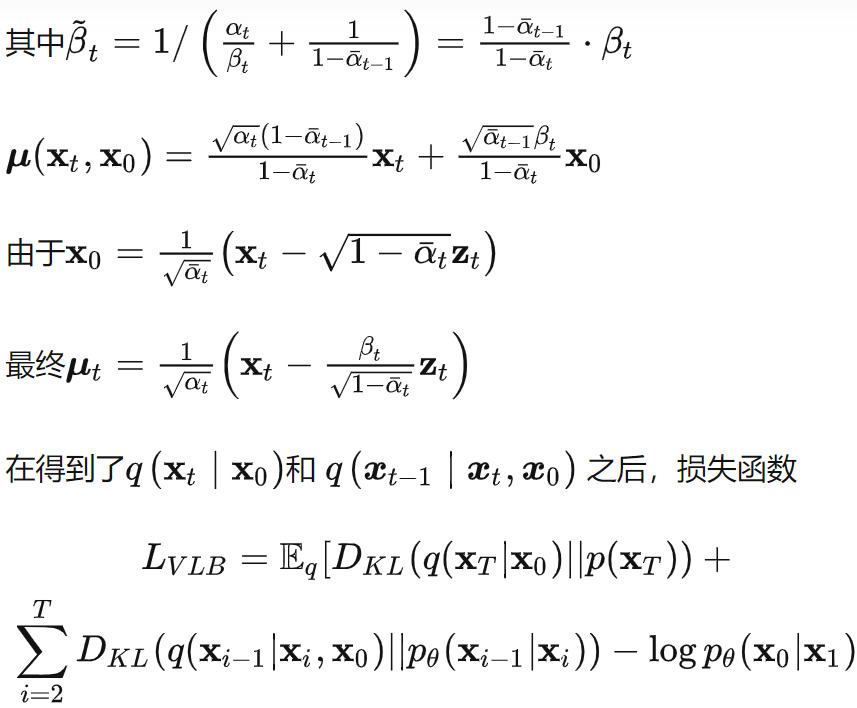 其中$\tilde{\beta}_t = 1/\left(\frac{\alpha_t}{\beta_t} + \frac{1}{1-\bar{\alpha}_{t-1}}\right) = \frac{1-\bar{\alpha}_{t-1}}{1-\bar{\alpha}_t} \cdot \beta_t$
$\boldsymbol{\mu}(\mathbf{x}_t, \mathbf{x}_0) = \frac{\sqrt{\alpha_t}(1-\bar{\alpha}_{t-1})}{1-\bar{\alpha}_t}\mathbf{x}_t + \frac{\sqrt{\bar{\alpha}_{t-1}}\beta_t}{1-\bar{\alpha}_t}\mathbf{x}_0$
由于$\mathbf{x}_0 = \frac{1}{\sqrt{\bar{\alpha}_t}}\left(\mathbf{x}_t - \sqrt{1-\bar{\alpha}_t}\mathbf{z}_t\right)$
最终$\boldsymbol{\mu}_t = \frac{1}{\sqrt{\alpha_t}}\left(\mathbf{x}_t - \frac{\beta_t}{\sqrt{1-\bar{\alpha}_t}}\mathbf{z}_t\right)$
在得到了$q\left(\mathbf{x}_t \mid \mathbf{x}_0\right)$和 $q\left(\boldsymbol{x}_{t-1} \mid \boldsymbol{x}_t, \boldsymbol{x}_0\right)$ 之后，损失函数
$L_{VLB} = \mathbb{E}_q[D_{KL}(q(\mathbf{x}_T|\mathbf{x}_0)||p(\mathbf{x}_T)) +$
$\sum_{i=2}^{T} D_{KL}(q(\mathbf{x}_{i-1}|\mathbf{x}_i, \mathbf{x}_0)||p_\theta(\mathbf{x}_{i-1}|\mathbf{x}_i)) - \log p_\theta(\mathbf{x}_0|\mathbf{x}_1)$